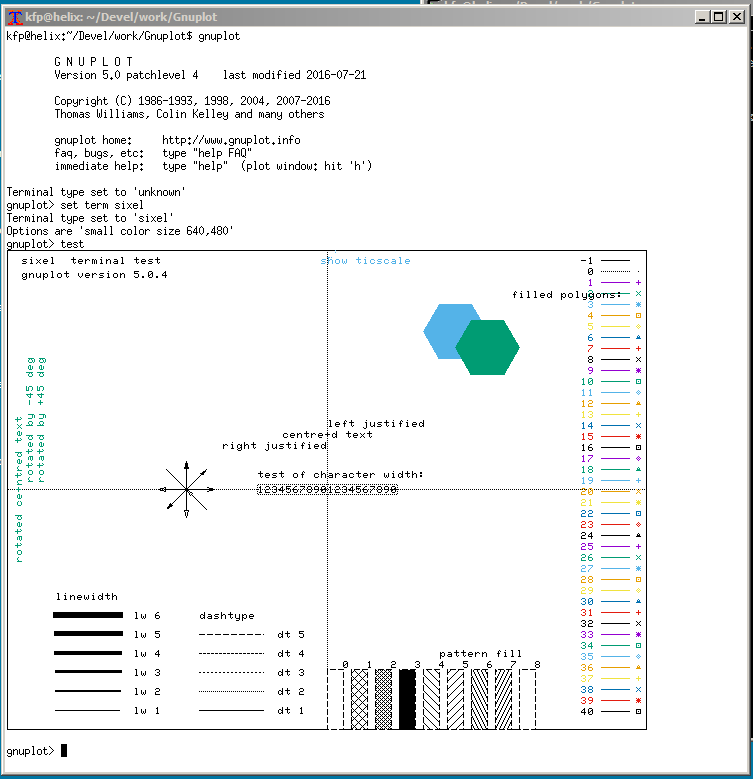 kfp@helix: ~/Devel/work/Gnuplot
kfp@helix:~/Devel/work/Gnuplot$ gnuplot
G N U P L O T
Version 5.0 patchlevel 4    last modified 2016-07-21
Copyright (C) 1986-1993, 1998, 2004, 2007-2016
Thomas Williams, Colin Kelley and many others
gnuplot home:     http://www.gnuplot.info
faq, bugs, etc:   type "help FAQ"
immediate help:   type "help"  (plot window: hit 'h')
Terminal type set to 'unknown'
gnuplot> set term sixel
Terminal type set to 'sixel'
Options are 'small color size 640,480'
gnuplot> test
sixel  terminal test
gnuplot version 5.0.4
show ticscale
filled polygons:
-1
0
1
2
3
4
5
6
7
8
9
10
11
12
13
14
15
16
17
18
19
20
21
22
23
24
25
26
27
28
29
30
31
32
33
34
35
36
37
38
39
40
rotated ce+ntred text
rotated by -45 deg
rotated by +45 deg
left justified
centre+d text
right justified
test of character width:
12345678901234567890
linewidth
lw 6
lw 5
lw 4
lw 3
lw 2
lw 1
dashtype
dt 5
dt 4
dt 3
dt 2
dt 1
pattern fill
0 1 2 3 4 5 6 7 8
gnuplot>